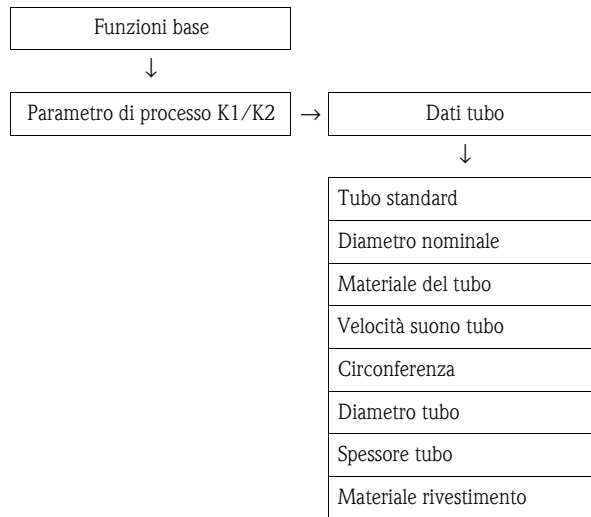 Funzioni base
↓
Parametro di processo K1/K2 → Dati tubo
↓
Tubo standard
Diametro nominale
Materiale del tubo
Velocità suono tubo
Circonferenza
Diametro tubo
Spessore tubo
Materiale rivestimento